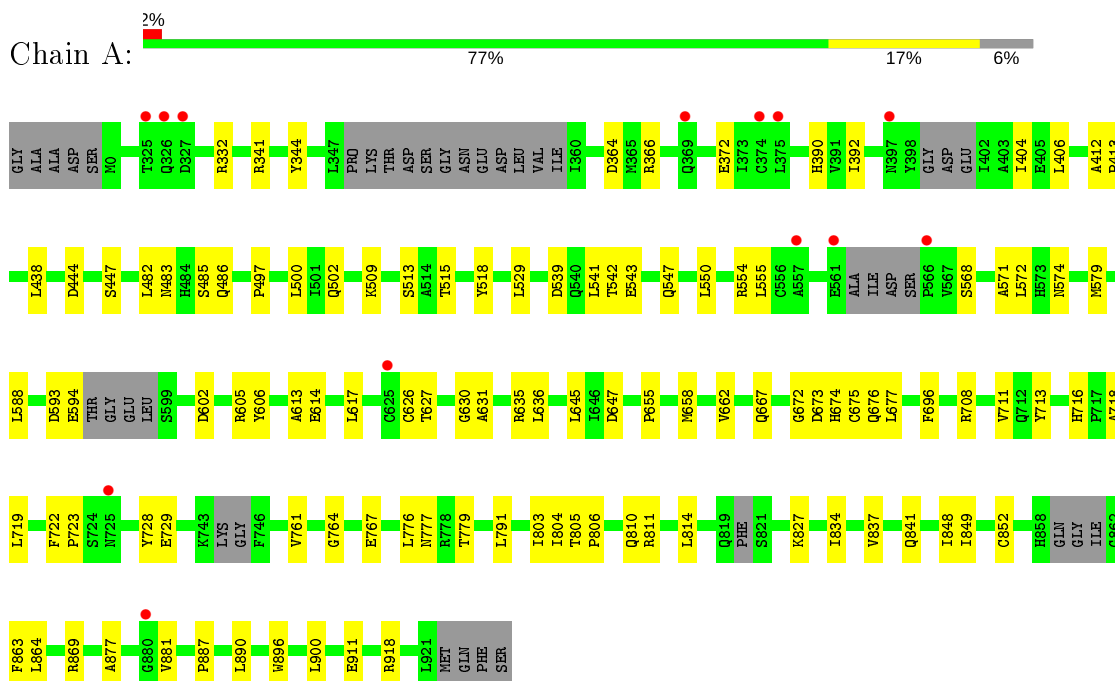 2%
Chain A:
77% 17% 6%
GLY ALA ALA ASP SER M0 T325 Q326 D327 R332 R341 Y344 L347 PRO LYS THR ASP SER GLY ASN GLU ASP LEU VAL ILE I360 D364 M365 R366 Q369 E372 I373 C374 L375 H390 V391 I392 N397 Y398 GLY ASP GLU I402 A403 I404 E405 L406 A412
L438 D444 S447 L482 N483 H484 S485 Q486 P497 L500 I501 Q502 K509 S513 A514 T515 Y518 L529 D539 Q540 L541 T542 E543 Q547 L550 R554 L555 C556 A557 E561 ALA ILE ASP SER P566 V567 S568 A571 L572 H573 N574 M579
L588 D593 E594 THR GLY GLU LEU S599 D602 R605 Y606 A613 E614 L617 C625 C626 T627 G630 A631 R635 L636 L645 I646 D647 P655 M658 V662 Q667 G672 D673 H674 C675 Q676 L677 F696 R708 V711 Q712 Y713 H716 P717
L719 F722 P723 S724 N725 Y728 E729 K743 LYS GLY F746 V761 G764 E767 L776 N777 R778 T779 L791 I803 I804 T805 P806 Q810 R811 L814 Q819 PHE S821 K827 I834 V837 Q841 I848 I849 C852 H858 GLN GLY ILE
F863 L864 R869 A877 G880 V881 P887 L890 W896 L900 E911 R918 L921 MET GLN PHE SER